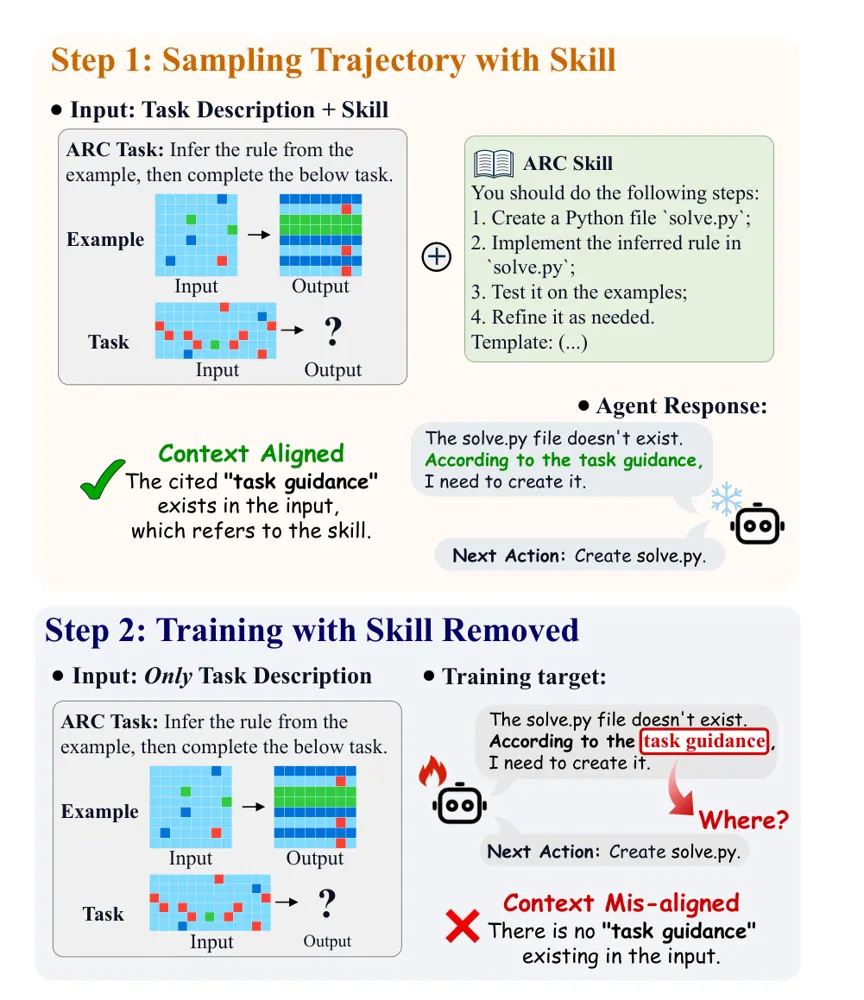 Step 1: Sampling Trajectory with Skill
● Input: Task Description + Skill
ARC Task: Infer the rule from the
example, then complete the below task.
Example
Input
Output
Task
?
Input
Output
ARC Skill
You should do the following steps:
1. Create a Python file `solve.py`;
2. Implement the inferred rule in
`solve.py`;
3. Test it on the examples;
4. Refine it as needed.
Template: (...)
● Agent Response:
The solve.py file doesn't exist.
According to the task guidance,
I need to create it.
Next Action: Create solve.py.
Context Aligned
The cited "task guidance"
exists in the input,
which refers to the skill.
Step 2: Training with Skill Removed
● Input: Only Task Description
ARC Task: Infer the rule from the
example, then complete the below task.
Example
Input
Output
Task
?
Input
Output
● Training target:
The solve.py file doesn't exist.
According to the task guidance,
I need to create it.
Where?
Next Action: Create solve.py.
Context Mis-aligned
There is no "task guidance"
existing in the input.